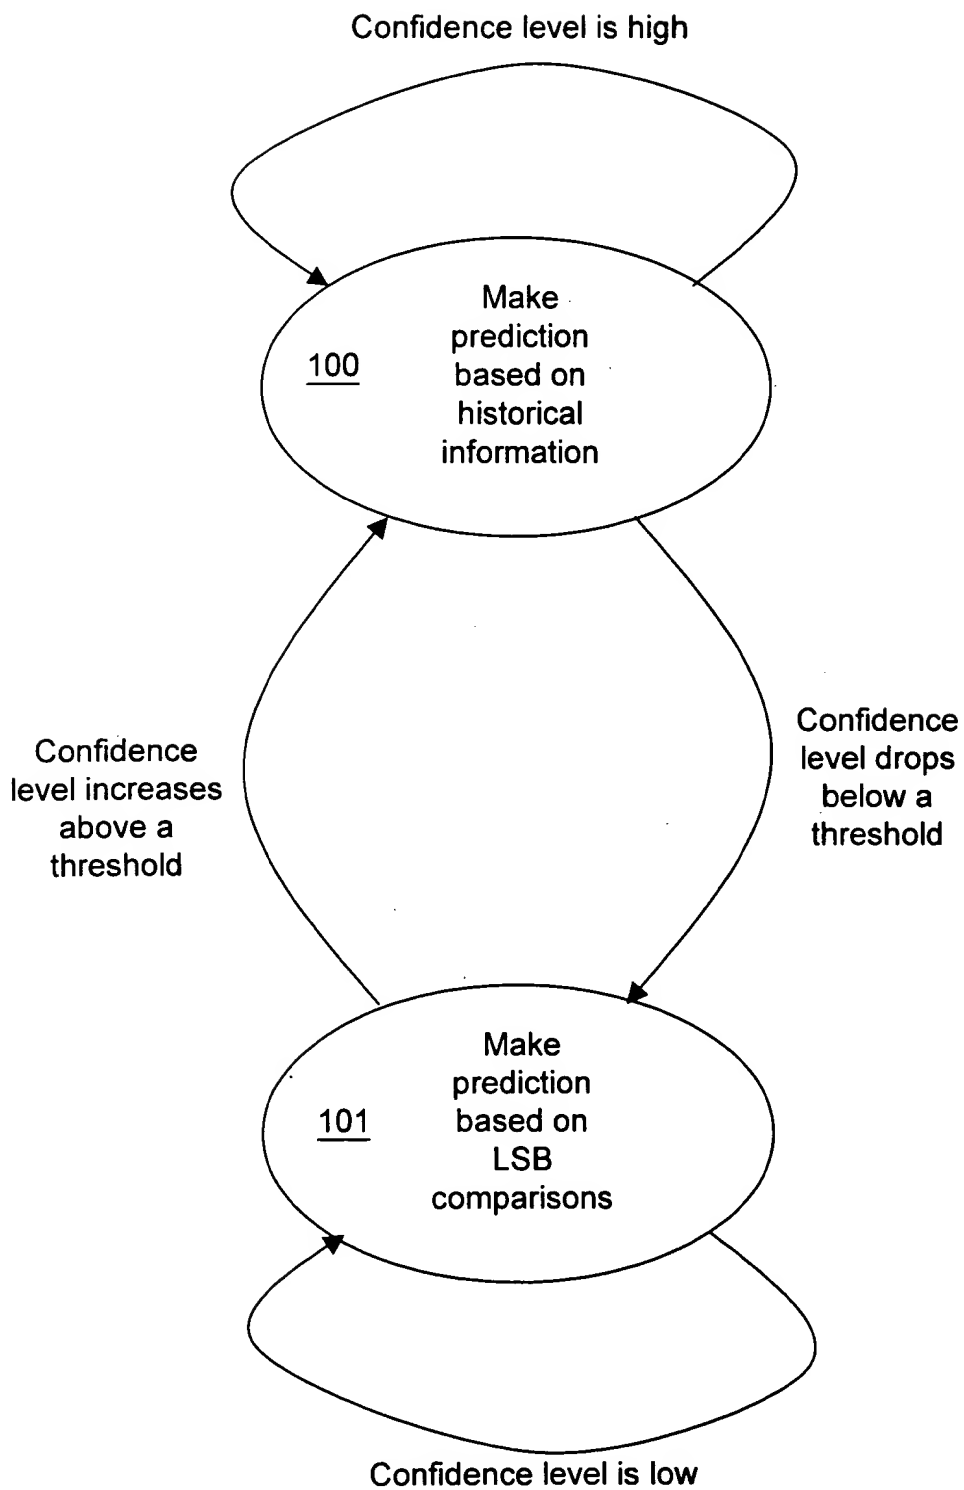 Confidence level is high
100
Make
prediction
based on
historical
information
Confidence
level increases
above a
threshold
Confidence
level drops
below a
threshold
101
Make
prediction
based on
LSB
comparisons
Confidence level is low